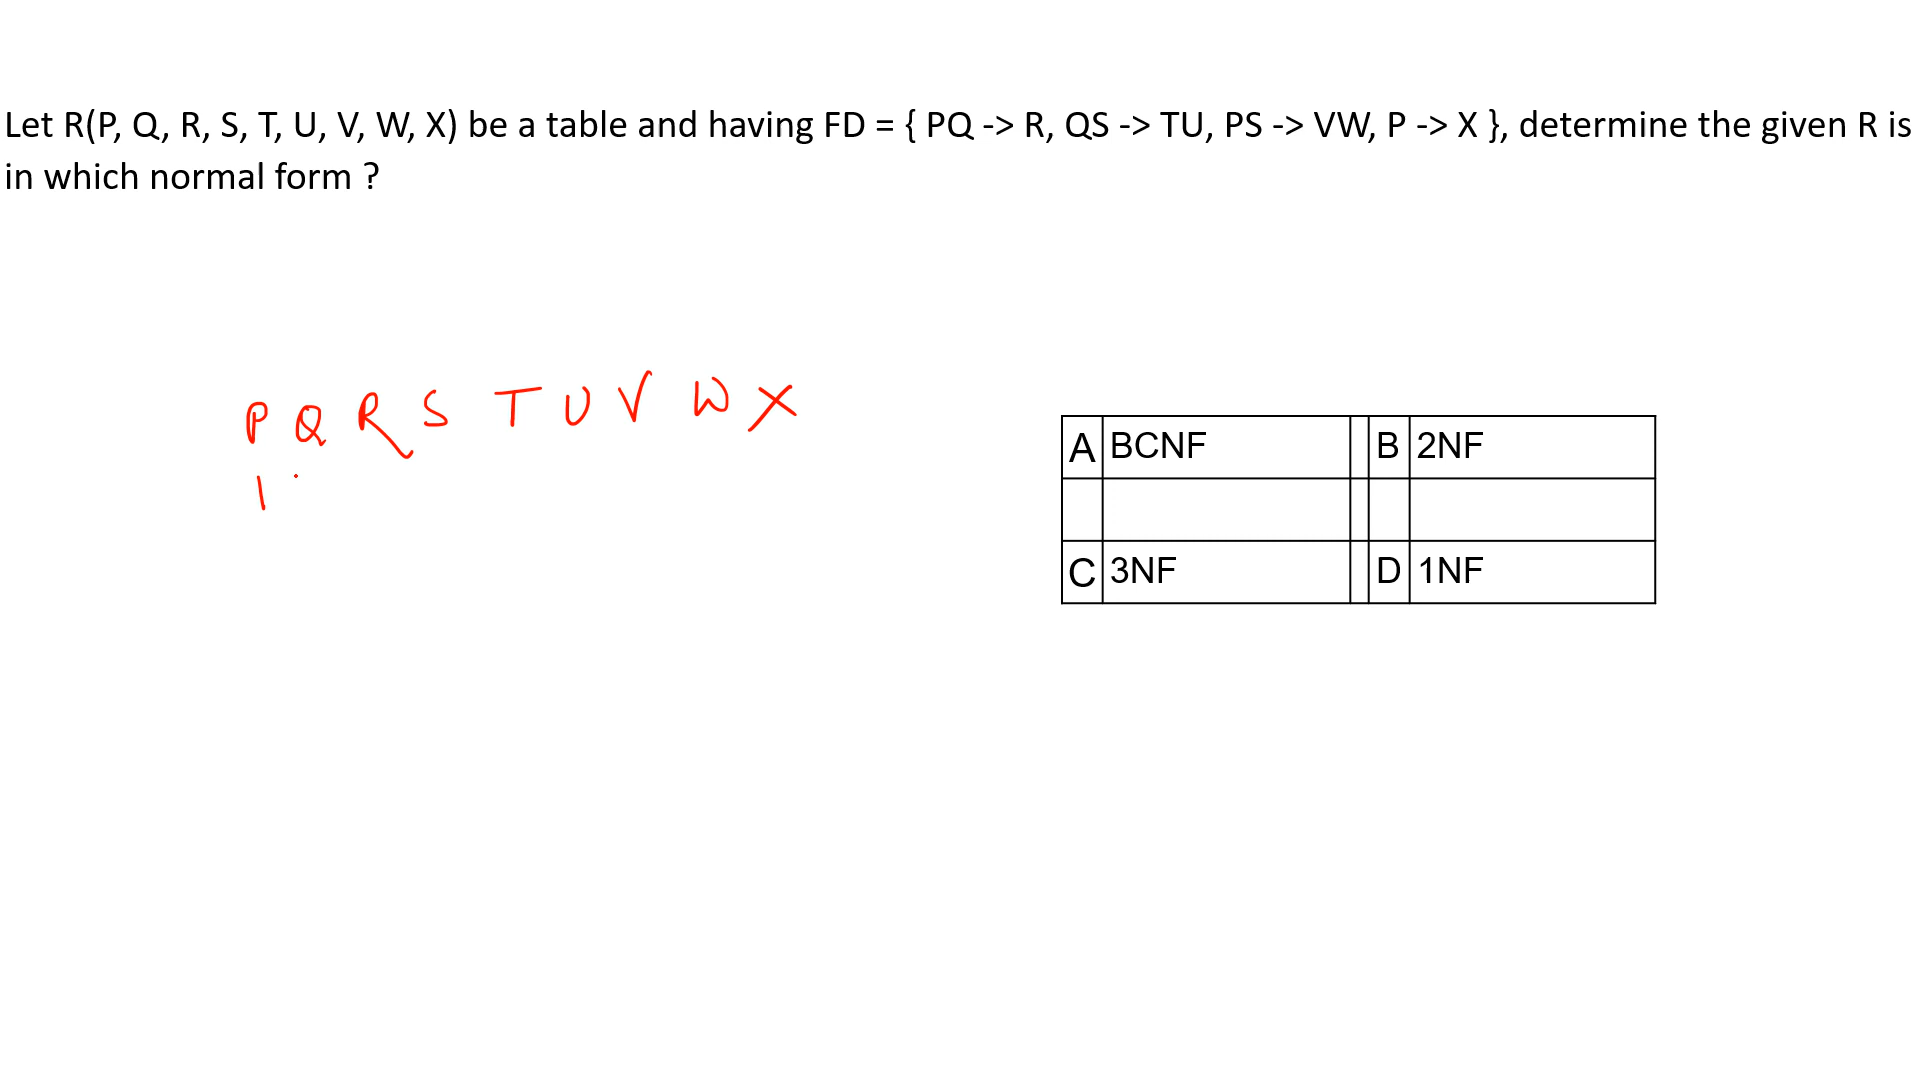 Let R(P, Q, R, S, T, U, V, W, X) be a table and having FD = { PQ -> R, QS -> TU, PS -> VW, P -> X }, determine the given R is
in which normal form ?
P Q R S T U V W X
A BCNF B 2NF
C 3NF D 1NF